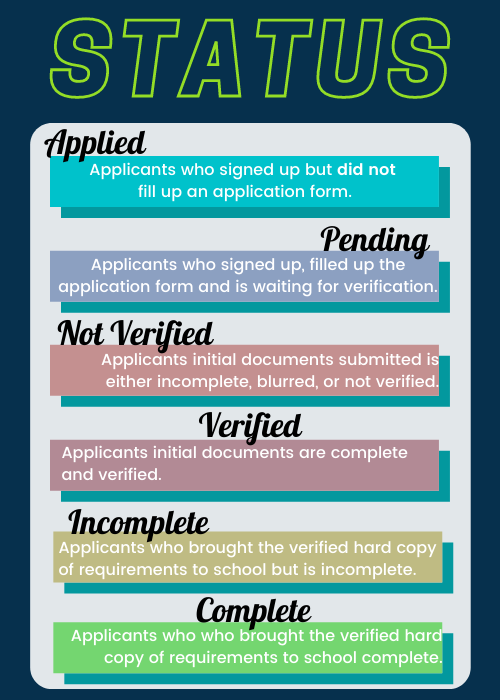 STATUS
Applied
Applicants who signed up but did not
fill up an application form.
Pending
Applicants who signed up, filled up the
application form and is waiting for verification.
Not Verified
Applicants initial documents submitted is
either incomplete, blurred, or not verified.
Verified
Applicants initial documents are complete
and verified.
Incomplete
Applicants who brought the verified hard copy
of requirements to school but is incomplete.
Complete
Applicants who who brought the verified hard
copy of requirements to school complete.